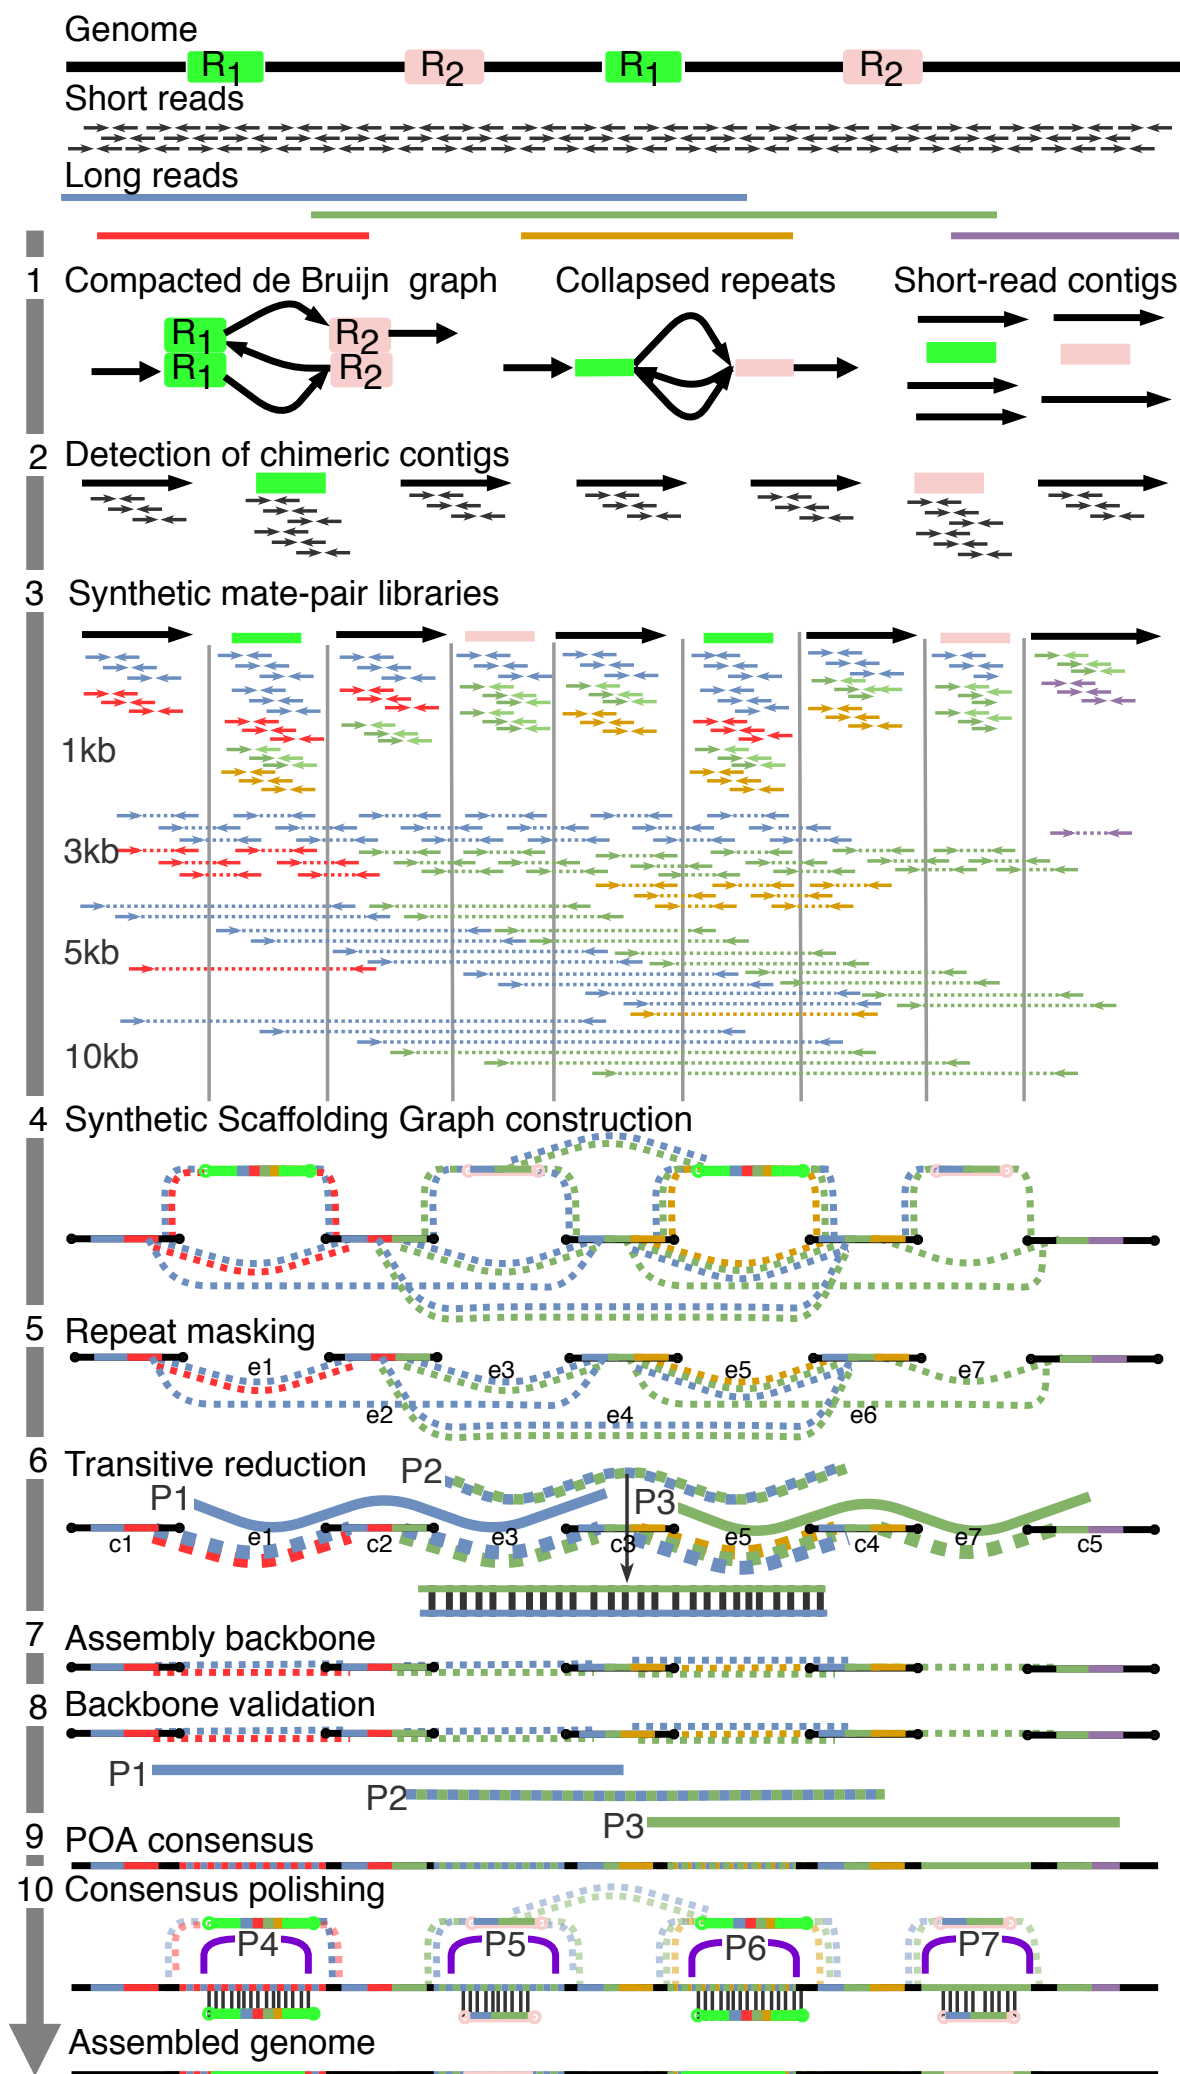 Genome
R1 R2 R1 R2
Short reads
Long reads
1 Compacted de Bruijn graph Collapsed repeats Short-read contigs
R1 R2
R1 R2
2 Detection of chimeric contigs
3 Synthetic mate-pair libraries
1kb
3kb
5kb
10kb
4 Synthetic Scaffolding Graph construction
5 Repeat masking
e1 e3 e5 e7
e2 e4 e6
6 Transitive reduction P2
P1 P3
c1 e1 c2 e3 c3 e5 c4 e7 c5
7 Assembly backbone
8 Backbone validation
P1
P2
P3
9 POA consensus
10 Consensus polishing
P4 P5 P6 P7
Assembled genome